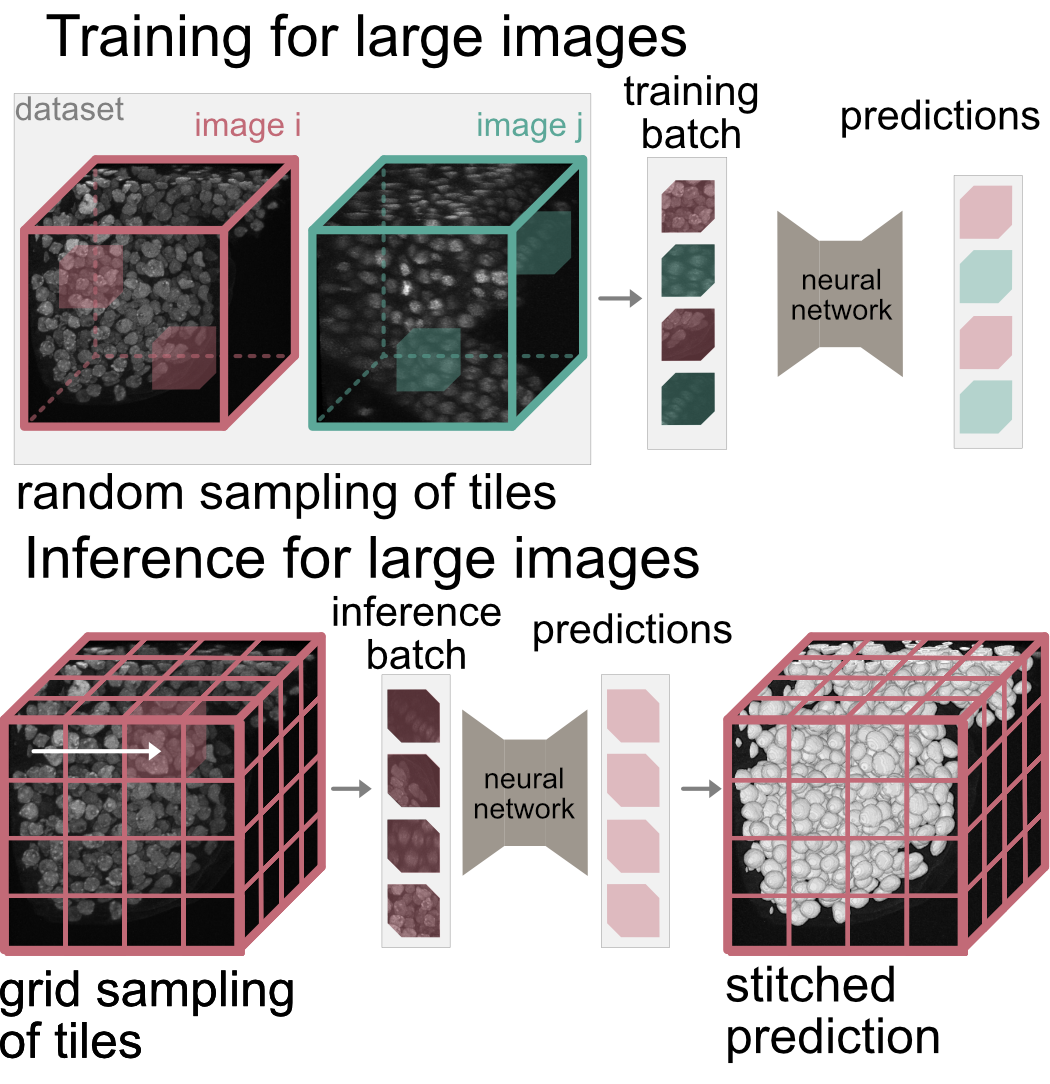 Training for large images
dataset
image i
image j
training
batch
predictions
neural
network
random sampling of tiles
Inference for large images
inference
batch
predictions
neural
network
grid sampling
of tiles
stitched
prediction